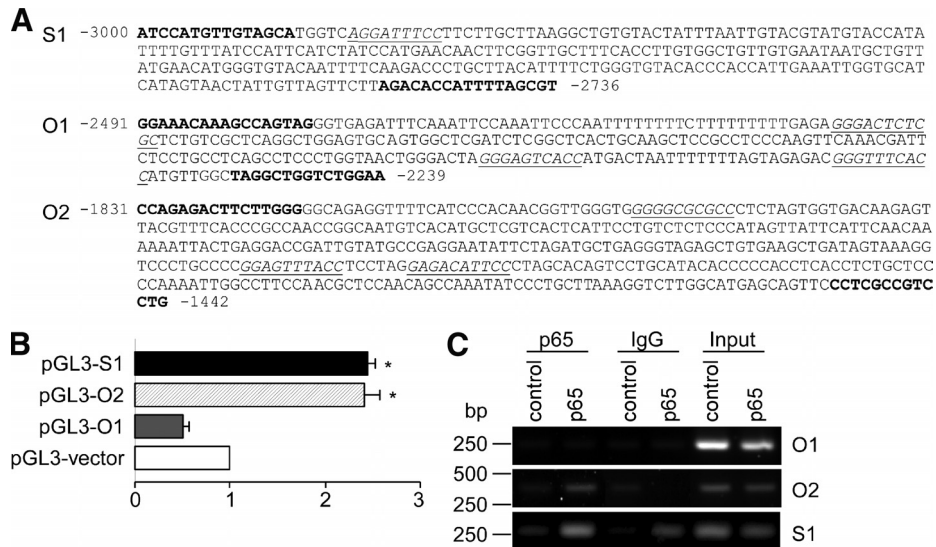 A
S1 -3000 ATCCATGTTGTAGCATGGTCAGGATTTCCTTCTTGCTTAAGGCTGTGTACTATTTAATTGTACGTATGTACCATA
TTTTGTTTATCCATTCATCTATCCATGAACAACTTCGGTTGCTTTCACCTTGTGGCTGTTGTGAATAATGCTGTT
ATGAACATGGGTGTACAATTTTCAAGACCCTGCTTACATTTTCTGGGTGTACACCCACCATTGAAATTGGTGCAT
CATAGTAACTATTGTTAGTTCTTAGACACCATTTTAGCGT -2736
O1 -2491 GGAAACAAAGCCAGTAGGGTGAGATTTCAAATTCCAAATTCCCAATTTTTTTTCTTTTTTTTTTGAGAGGGACTCTC
GCTCTGTCGCTCAGGCTGGAGTGCAGTGGCTCGATCTCGGCTCACTGCAAGCTCCGCCTCCCAAGTTCAAACGATT
CTCCTGCCTCAGCCTCCCTGGTAACTGGGACTAGGGAGTCACCATGACTAATTTTTTTAGTAGAGACGGGTTTCAC
CATGTTGGCTAGGCTGGTCTGGAA -2239
O2 -1831 CCAGAGACTTCTTGGGGGCAGAGGTTTTCATCCCACAACGGTTGGGTGGGGGCGCGCCCTCTAGTGGTGACAAGAGT
TACGTTTCACCCGCCAACCGGCAATGTCACATGCTCGTCACTCATTCCTGTCTCTCCCATAGTTATTCATTCAACAA
AAAATTACTGAGGACCGATTGTATGCCGAGGAATATTCTAGATGCTGAGGGTAGAGCTGTGAAGCTGATAGTAAAGG
TCCCTGCCCCGGAGTTTACCTCCTAGGAGACATTCCCTAGCACAGTCCTGCATACACCCCCACCTCACCTCTGCTCC
CCAAAATTGGCCTTCCAACGCTCCAACAGCCAAATATCCCTGCTTAAAGGTCTTGGCATGAGCAGTTCCCTCGCCGTC
CCTG -1442
B
pGL3-S1 *
pGL3-O2 *
pGL3-O1
pGL3-vector
0 1 2 3
C
p65 IgG Input
bp control p65 control p65 control p65
250 O1
500
250 O2
250 S1